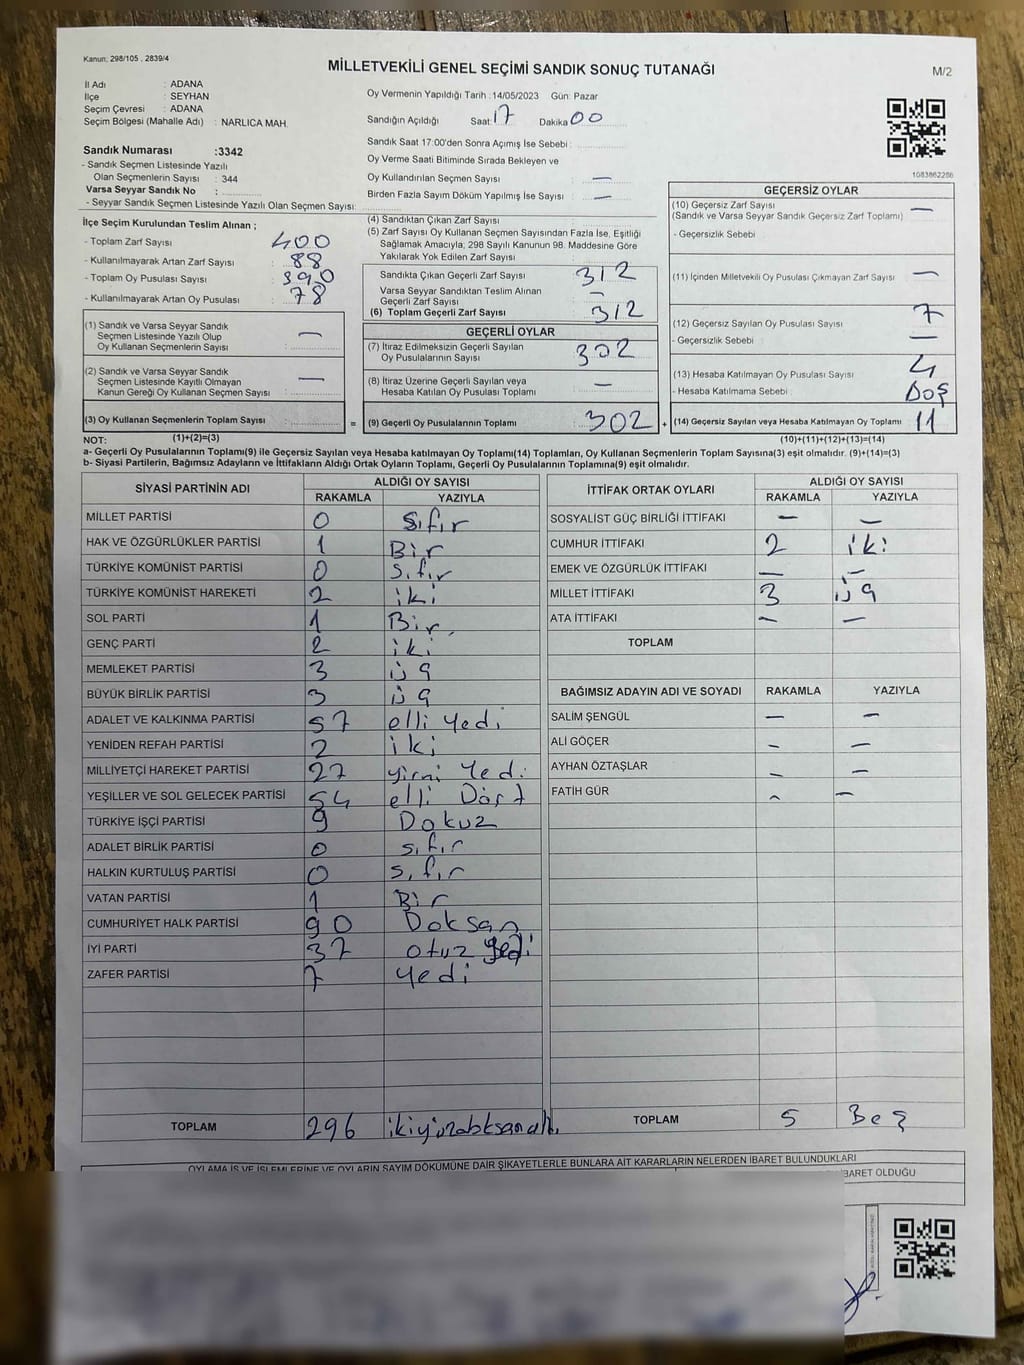 Kanun: 298/105 , 2839/4
MİLLETVEKİLİ GENEL SEÇİMİ SANDIK SONUÇ TUTANAĞI
M/2
İl Adı : ADANA
İlçe : SEYHAN
Seçim Çevresi : ADANA
Seçim Bölgesi (Mahalle Adı) : NARLICA MAH.
Oy Vermenin Yapıldığı Tarih :14/05/2023 Gün: Pazar
Sandığın Açıldığı Saat: 17 Dakika 00
Sandık Numarası :3342
- Sandık Seçmen Listesinde Yazılı
Olan Seçmenlerin Sayısı : 344
Varsa Seyyar Sandık No :
- Seyyar Sandık Seçmen Listesinde Yazılı Olan Seçmen Sayısı:
Sandık Saat 17:00'den Sonra Açımış İse Sebebi :
Oy Verme Saati Bitiminde Sırada Bekleyen ve
Oy Kullandırılan Seçmen Sayısı : —
Birden Fazla Sayım Döküm Yapılmış İse Sayısı : —
1083862286
İlçe Seçim Kurulundan Teslim Alınan ;
- Toplam Zarf Sayısı : 400
- Kullanılmayarak Artan Zarf Sayısı : 88
- Toplam Oy Pusulası Sayısı : 390
- Kullanılmayarak Artan Oy Pusulası : 78
(4) Sandıktan Çıkan Zarf Sayısı :
(5) Zarf Sayısı Oy Kullanan Seçmen Sayısından Fazla İse, Eşitliği
Sağlamak Amacıyla, 298 Sayılı Kanunun 98. Maddesine Göre
Yakılarak Yok Edilen Zarf Sayısı :
Sandıkta Çıkan Geçerli Zarf Sayısı : 312
Varsa Seyyar Sandıktan Teslim Alınan
Geçerli Zarf Sayısı : —
(6) Toplam Geçerli Zarf Sayısı : 312
GEÇERSİZ OYLAR
(10) Geçersiz Zarf Sayısı : —
(Sandık ve Varsa Seyyar Sandık Geçersiz Zarf Toplamı)
- Geçersizlik Sebebi :
(11) İçinden Milletvekili Oy Pusulası Çıkmayan Zarf Sayısı : —
(12) Geçersiz Sayılan Oy Pusulası Sayısı : 7
- Geçersizlik Sebebi : —
(13) Hesaba Katılmayan Oy Pusulası Sayısı : 4
- Hesaba Katılmama Sebebi : Boş
(14) Geçersiz Sayılan veya Hesaba Katılmayan Oy Toplamı 11
(10)+(11)+(12)+(13)=(14)
(1) Sandık ve Varsa Seyyar Sandık
Seçmen Listesinde Yazılı Olup
Oy Kullanan Seçmenlerin Sayısı : —
(2) Sandık ve Varsa Seyyar Sandık
Seçmen Listesinde Kayıtlı Olmayan
Kanun Gereği Oy Kullanan Seçmen Sayısı : —
(3) Oy Kullanan Seçmenlerin Toplam Sayısı :
(1)+(2)=(3)
GEÇERLİ OYLAR
(7) İtiraz Edilmeksizin Geçerli Sayılan
Oy Pusulalarının Sayısı : 302
(8) İtiraz Üzerine Geçerli Sayılan veya
Hesaba Katılan Oy Pusulası Toplamı : —
= (9) Geçerli Oy Pusulalarının Toplamı : 302 +
NOT:
a- Geçerli Oy Pusulalarının Toplamı(9) ile Geçersiz Sayılan veya Hesaba katılmayan Oy Toplamı(14) Toplamları, Oy Kullanan Seçmenlerin Toplam Sayısına(3) eşit olmalıdır. (9)+(14)=(3)
b- Siyasi Partilerin, Bağımsız Adayların ve İttifakların Aldığı Ortak Oyların Toplamı, Geçerli Oy Pusulalarının Toplamına(9) eşit olmalıdır.
SİYASİ PARTİNİN ADI ALDIĞI OY SAYISI
RAKAMLA YAZIYLA
MİLLET PARTİSİ 0 Sıfır
HAK VE ÖZGÜRLÜKLER PARTİSİ 1 Bir
TÜRKİYE KOMÜNİST PARTİSİ 0 Sıfır
TÜRKİYE KOMÜNİST HAREKETİ 2 iki
SOL PARTİ 1 Bir
GENÇ PARTİ 2 iki
MEMLEKET PARTİSİ 3 üç
BÜYÜK BİRLİK PARTİSİ 3 üç
ADALET VE KALKINMA PARTİSİ 57 elli yedi
YENİDEN REFAH PARTİSİ 2 iki
MİLLİYETÇİ HAREKET PARTİSİ 27 yirmi Yedi
YEŞİLLER VE SOL GELECEK PARTİSİ 54 elli Dört
TÜRKİYE İŞÇİ PARTİSİ 9 Dokuz
ADALET BİRLİK PARTİSİ 0 sıfır
HALKIN KURTULUŞ PARTİSİ 0 sıfır
VATAN PARTİSİ 1 Bir
CUMHURİYET HALK PARTİSİ 90 Doksan
İYİ PARTİ 37 otuz yedi
ZAFER PARTİSİ 7 Yedi
TOPLAM 296
İTTİFAK ORTAK OYLARI ALDIĞI OY SAYISI
RAKAMLA YAZIYLA
SOSYALİST GÜÇ BİRLİĞİ İTTİFAKI — —
CUMHUR İTTİFAKI 2 iki
EMEK VE ÖZGÜRLÜK İTTİFAKI — —
MİLLET İTTİFAKI 3 üç
ATA İTTİFAKI — —
TOPLAM
BAĞIMSIZ ADAYIN ADI VE SOYADI RAKAMLA YAZIYLA
SALİM ŞENGÜL — —
ALİ GÖÇER — —
AYHAN ÖZTAŞLAR — —
FATİH GÜR — —
TOPLAM 5 Beş
OYLAMA İŞ VE İŞLEMLERİNE VE OYLARIN SAYIM DÖKÜMÜNE DAİR ŞİKAYETLERLE BUNLARA AİT KARARLARIN NELERDEN İBARET BULUNDUKLARI
İBARET OLDUĞU